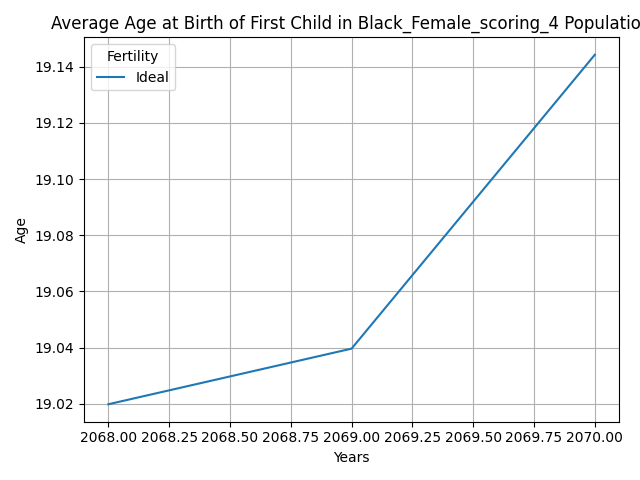 Average Age at Birth of First Child in Black_Female_scoring_4 Populatio
Fertility
Ideal
19.14
19.12
19.10
19.08
19.06
19.04
19.02
Age
2068.00 2068.25 2068.50 2068.75 2069.00 2069.25 2069.50 2069.75 2070.00
Years